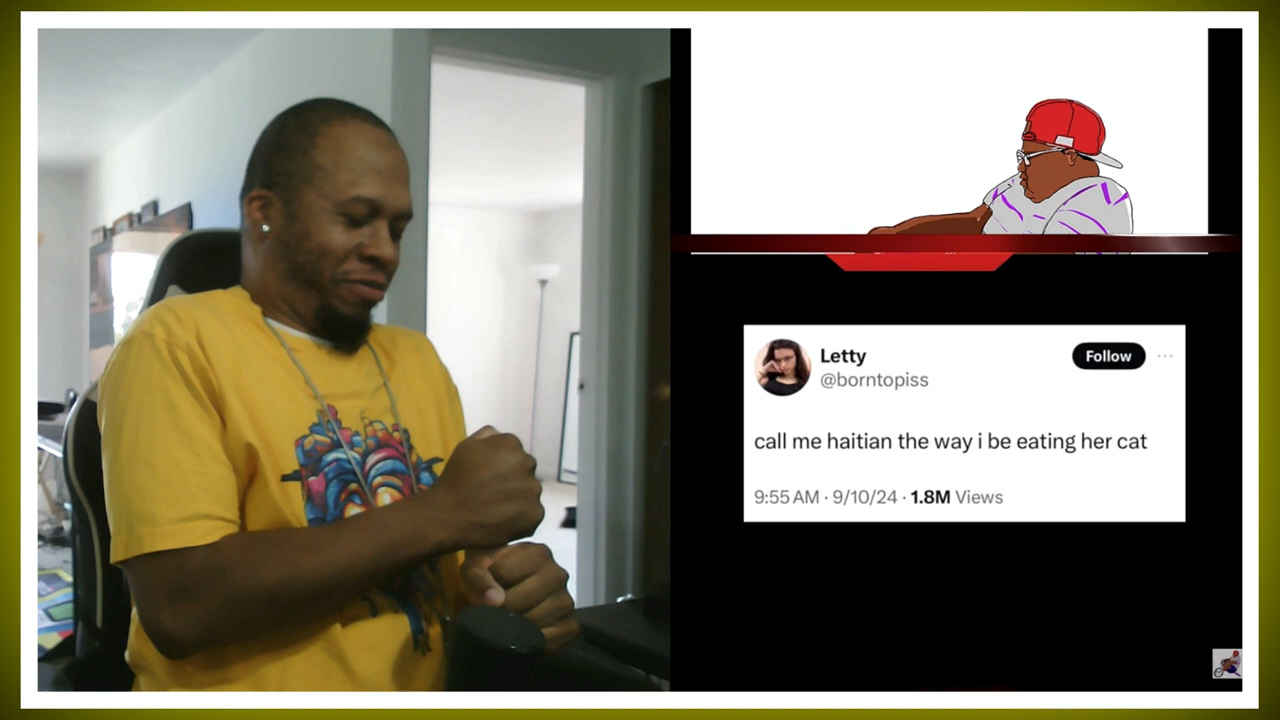 Letty
Follow
@borntopiss
call me haitian the way i be eating her cat
9:55 AM · 9/10/24 · 1.8M Views